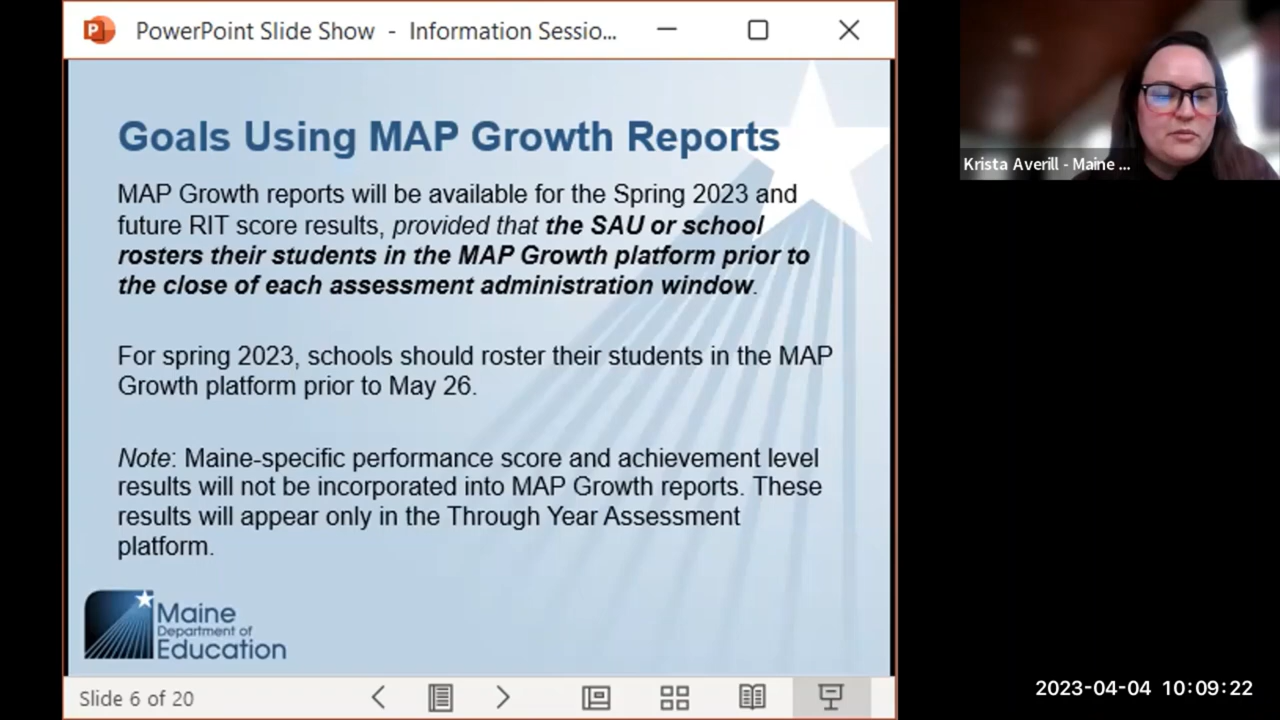 PowerPoint Slide Show - Information Sessio...
Goals Using MAP Growth Reports
MAP Growth reports will be available for the Spring 2023 and
future RIT score results, provided that the SAU or school
rosters their students in the MAP Growth platform prior to
the close of each assessment administration window.
For spring 2023, schools should roster their students in the MAP
Growth platform prior to May 26.
Note: Maine-specific performance score and achievement level
results will not be incorporated into MAP Growth reports. These
results will appear only in the Through Year Assessment
platform.
Maine
Department of
Education
Slide 6 of 20
Krista Averill - Maine ...
2023-04-04 10:09:22